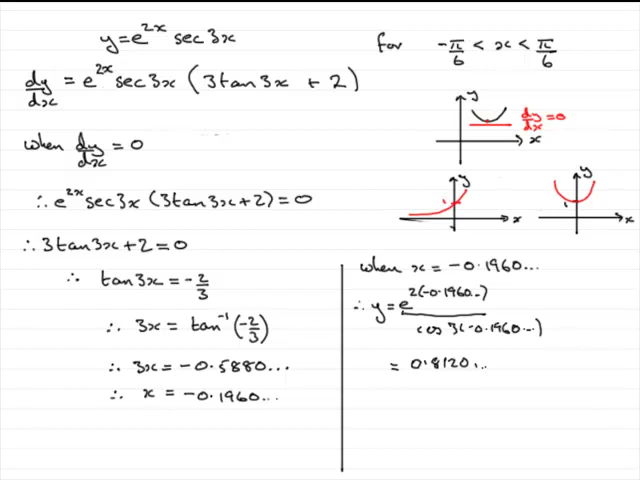 y = e^{2x} sec 3x for -π/6 < x < π/6
dy/dx = e^{2x} sec 3x (3 tan 3x + 2)
y
dy/dx = 0
x
when dy/dx = 0
∴ e^{2x} sec 3x (3 tan 3x + 2) = 0
y
1
x
y
1
x
∴ 3 tan 3x + 2 = 0
∴ tan 3x = -2/3
∴ 3x = tan^{-1}(-2/3)
∴ 3x = -0.5880...
∴ x = -0.1960...
when x = -0.1960...
∴ y = e^{2(-0.1960..)} / cos 3(-0.1960...)
= 0.8120...